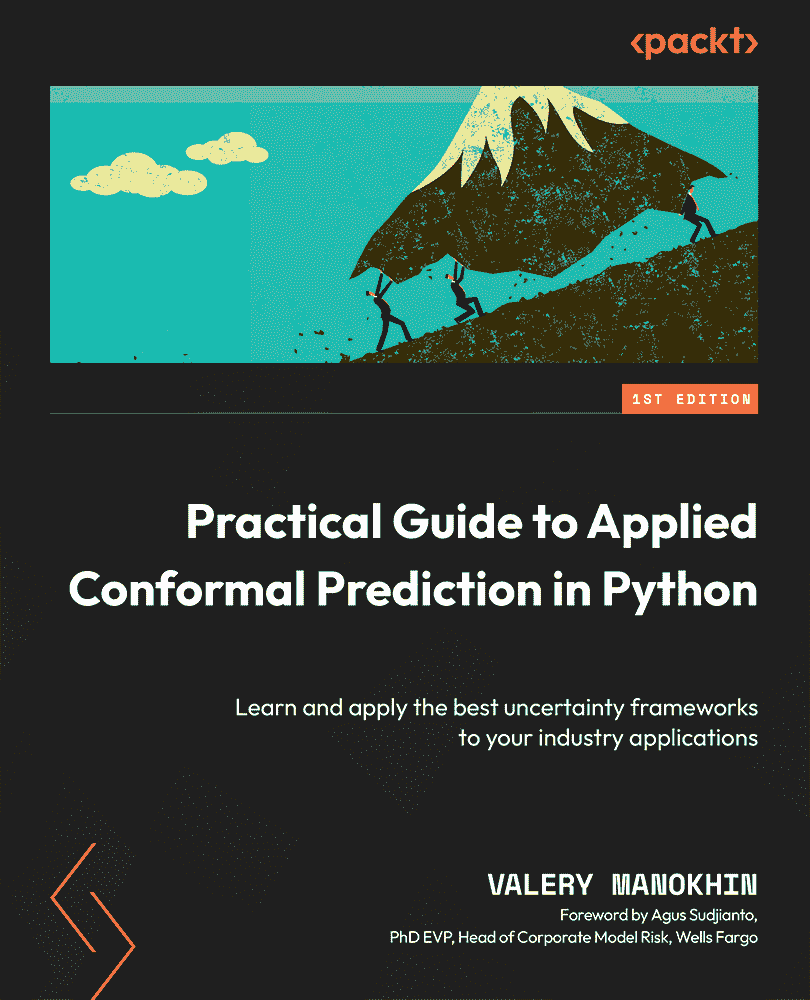 <packt>
1ST EDITION
Practical Guide to Applied
Conformal Prediction in Python
Learn and apply the best uncertainty frameworks
to your industry applications
VALERY MANOKHIN
Foreword by Agus Sudjianto,
PhD EVP, Head of Corporate Model Risk, Wells Fargo